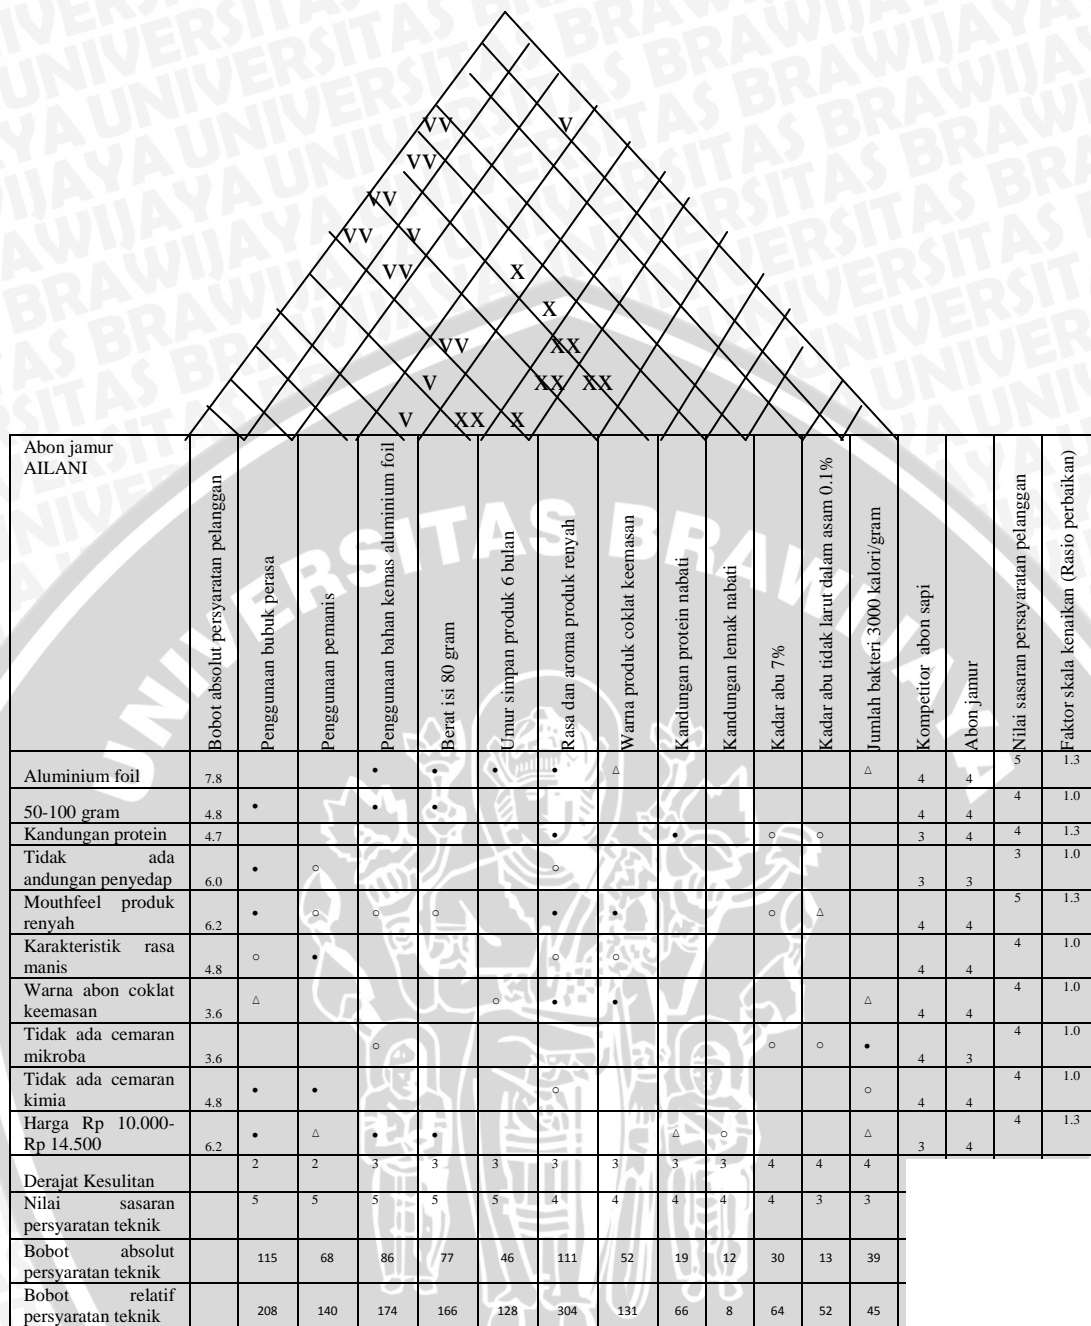 VV V
VV
VV
VV V
VV X
X
VV XX
V XX XX
V XX X
Abon jamur
AILANI
Bobot absolut persyaratan pelanggan
Penggunaan bubuk perasa
Penggunaan pemanis
Penggunaan bahan kemas aluminium foil
Berat isi 80 gram
Umur simpan produk 6 bulan
Rasa dan aroma produk renyah
Warna produk coklat keemasan
Kandungan protein nabati
Kandungan lemak nabati
Kadar abu 7%
Kadar abu tidak larut dalam asam 0.1%
Jumlah bakteri 3000 kalori/gram
Kompetitor abon sapi
Abon jamur
Nilai sasaran persayaratan pelanggan
Faktor skala kenaikan (Rasio perbaikan)
Aluminium foil 7.8 • • • • △ △ 4 4 5 1.3
50-100 gram 4.8 • • • 4 4 4 1.0
Kandungan protein 4.7 • • ○ ○ 3 4 4 1.3
Tidak ada
andungan penyedap 6.0 • ○ ○ 3 3 3 1.0
Mouthfeel produk
renyah 6.2 • ○ ○ ○ • • ○ △ 4 4 5 1.3
Karakteristik rasa
manis 4.8 ○ • ○ ○ 4 4 4 1.0
Warna abon coklat
keemasan 3.6 △ ○ • • △ 4 4 4 1.0
Tidak ada cemaran
mikroba 3.6 ○ ○ ○ • 4 3 4 1.0
Tidak ada cemaran
kimia 4.8 • • ○ ○ 4 4 4 1.0
Harga Rp 10.000-
Rp 14.500 6.2 • △ • • △ ○ △ 3 4 4 1.3
Derajat Kesulitan 2 2 3 3 3 3 3 3 3 4 4 4
Nilai sasaran
persyaratan teknik 5 5 5 5 5 4 4 4 4 4 3 3
Bobot absolut
persyaratan teknik 115 68 86 77 46 111 52 19 12 30 13 39
Bobot relatif
persyaratan teknik 208 140 174 166 128 304 131 66 8 64 52 45
UNIVERSITAS BRAWIJAYA